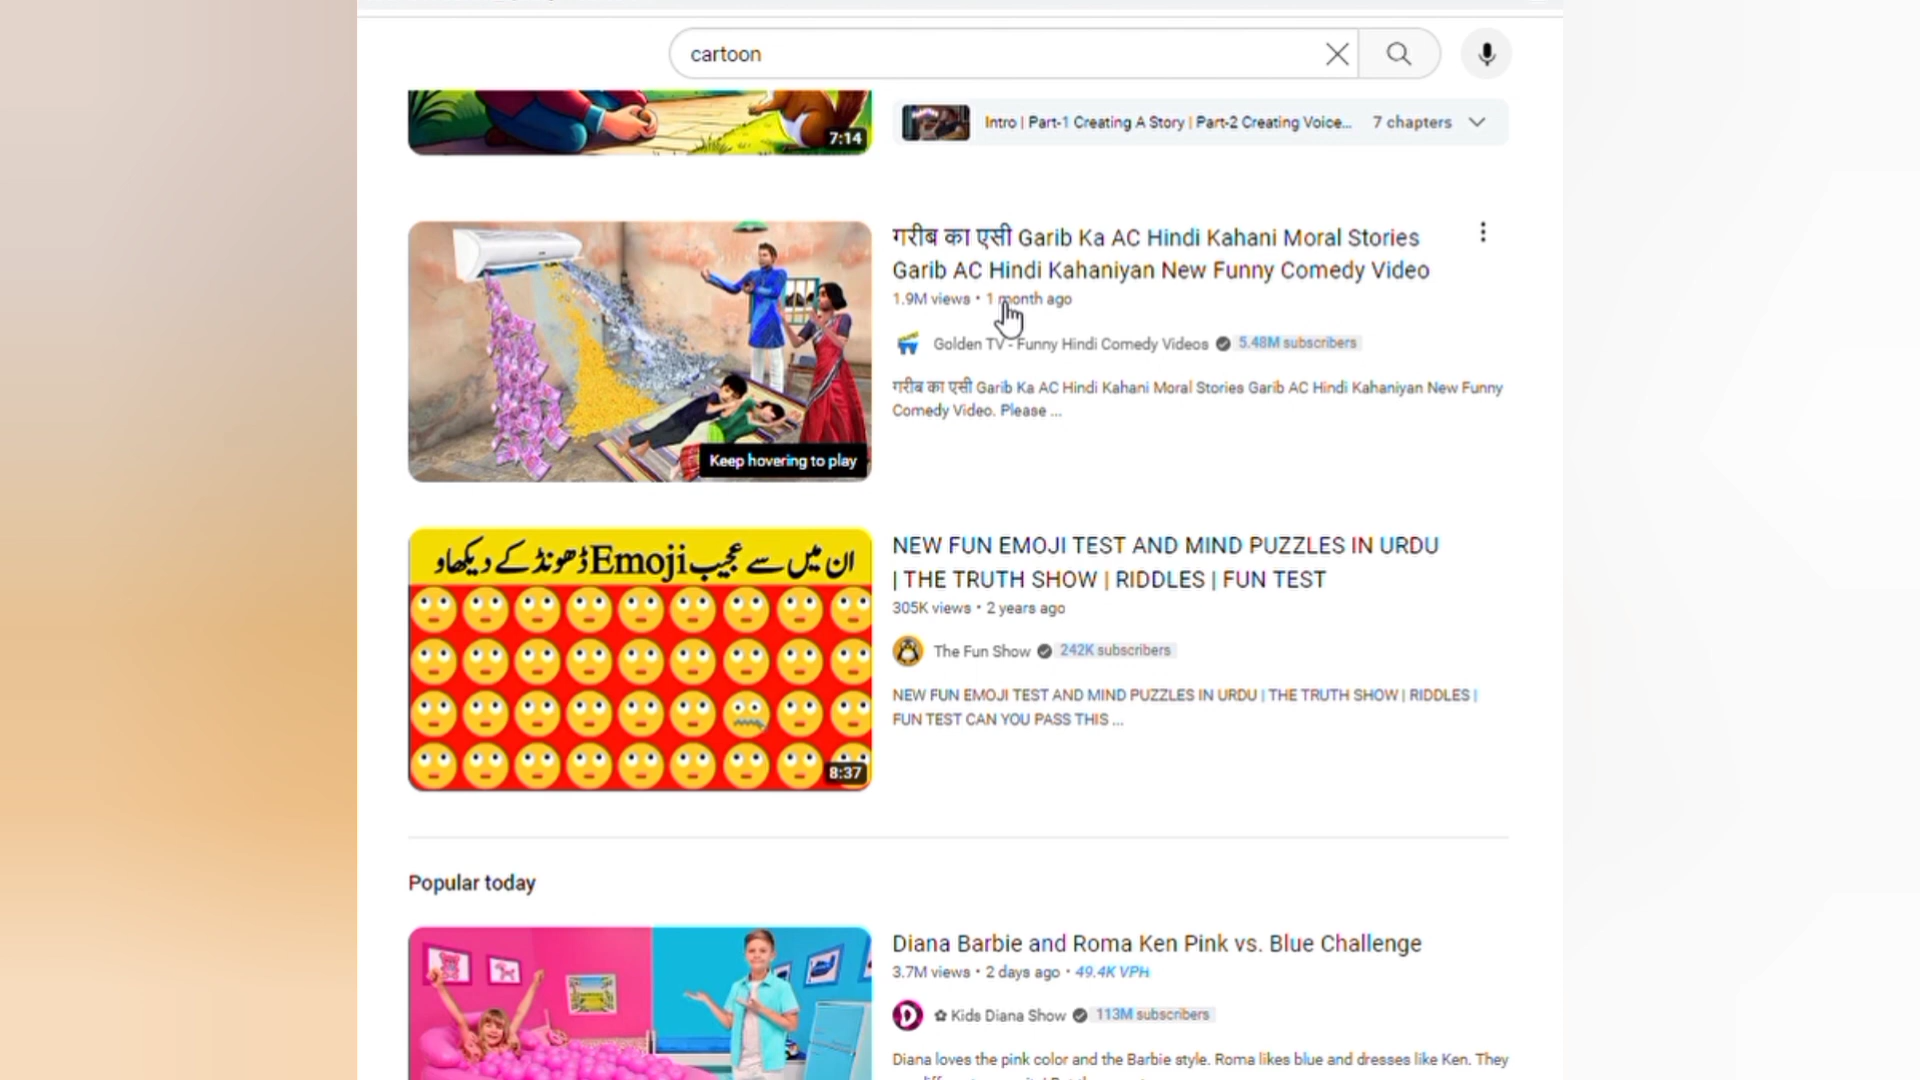 cartoon
7:14
Intro | Part-1 Creating A Story | Part-2 Creating Voice...
7 chapters
गरीब का एसी Garib Ka AC Hindi Kahani Moral Stories
Garib AC Hindi Kahaniyan New Funny Comedy Video
1.9M views • 1 month ago
Golden TV - Funny Hindi Comedy Videos
5.48M subscribers
गरीब का एसी Garib Ka AC Hindi Kahani Moral Stories Garib AC Hindi Kahaniyan New Funny
Comedy Video. Please ...
Keep hovering to play
ان میں سے عجیب Emoji ڈھونڈ کے دیکھاو
8:37
NEW FUN EMOJI TEST AND MIND PUZZLES IN URDU
| THE TRUTH SHOW | RIDDLES | FUN TEST
305K views • 2 years ago
The Fun Show
242K subscribers
NEW FUN EMOJI TEST AND MIND PUZZLES IN URDU | THE TRUTH SHOW | RIDDLES |
FUN TEST CAN YOU PASS THIS ...
Popular today
Diana Barbie and Roma Ken Pink vs. Blue Challenge
3.7M views • 2 days ago • 49.4K VPH
✿ Kids Diana Show
113M subscribers
Diana loves the pink color and the Barbie style. Roma likes blue and dresses like Ken. They